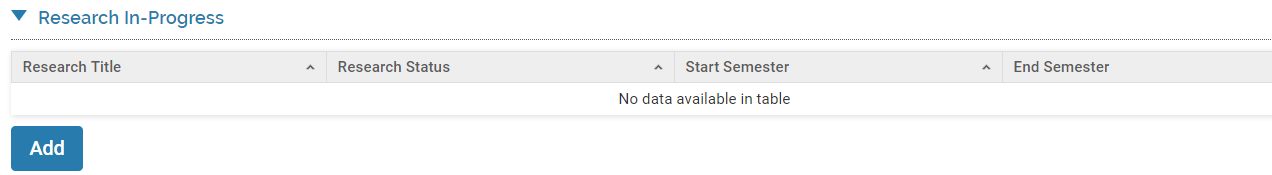 Research In-Progress
Research Title Research Status Start Semester End Semester
No data available in table
Add